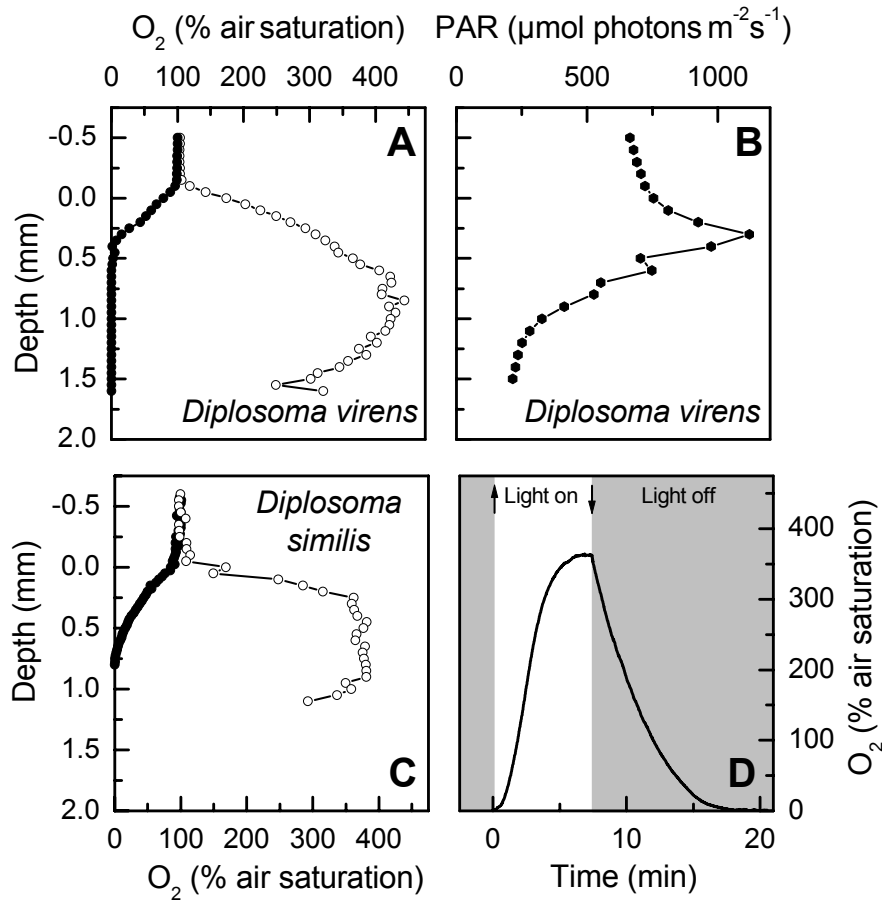 O2 (% air saturation)
PAR (µmol photons m-2s-1)
0 100 200 300 400
0 500 1000
-0.5
0.0
0.5
1.0
1.5
2.0
Depth (mm)
A
Diplosoma virens
B
Diplosoma virens
-0.5
0.0
0.5
1.0
1.5
2.0
Depth (mm)
Diplosoma
similis
C
0 100 200 300 400
O2 (% air saturation)
Light on
Light off
D
400
300
200
100
0
O2 (% air saturation)
0 10 20
Time (min)